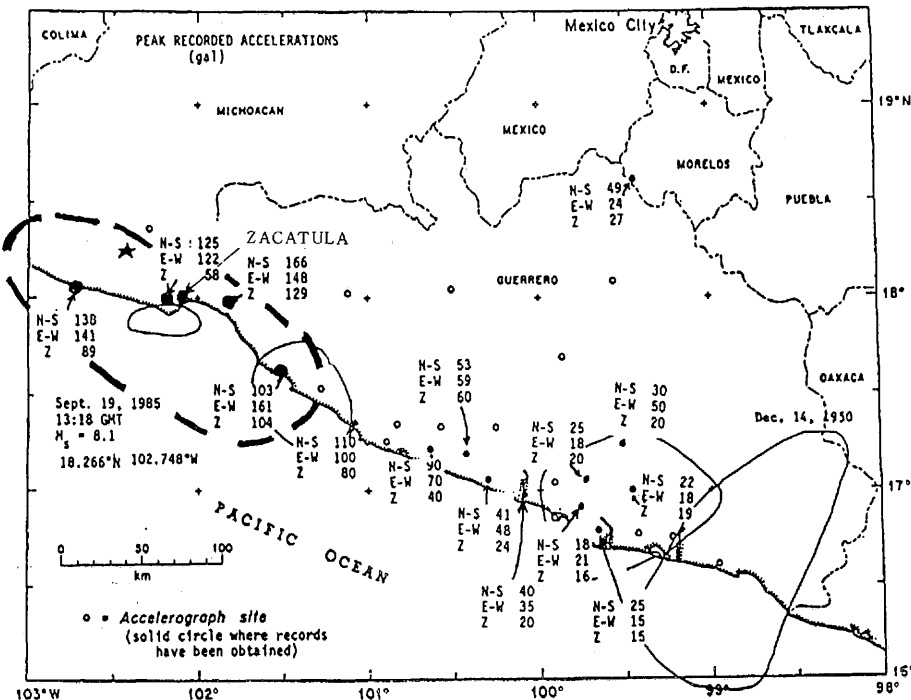 COLIMA
PEAK RECORDED ACCELERATIONS
(gal)
Mexico City
TLAXCALA
D.F.
MEXICO
MICHOACAN
MEXICO
19°N
MORELOS
PUEBLA
N-S 49
E-W 24
Z 27
ZACATULA
N-S : 125
E-W 122
Z 58
N-S 166
E-W 148
Z 129
GUERRERO
18°
N-S 138
E-W 141
Z 89
N-S 103
E-W 161
Z 104
N-S 53
E-W 59
Z 60
N-S 30
E-W 50
Z 20
OAXACA
Dec. 14, 1950
Sept. 19, 1985
13:18 GMT
Ms = 8.1
18.266°N 102.748°W
N-S 110
E-W 100
Z 80
N-S 90
E-W 70
Z 40
N-S 25
E-W 18
Z 20
N-S 22
E-W 18
Z 19
17°
PACIFIC OCEAN
N-S 41
E-W 48
Z 24
N-S 18
E-W 21
Z 16
0 50 100
km
N-S 40
E-W 35
Z 20
N-S 25
E-W 15
Z 15
Accelerograph site
(solid circle where records
have been obtained)
16°
103°W 102° 101° 100° 99° 98°